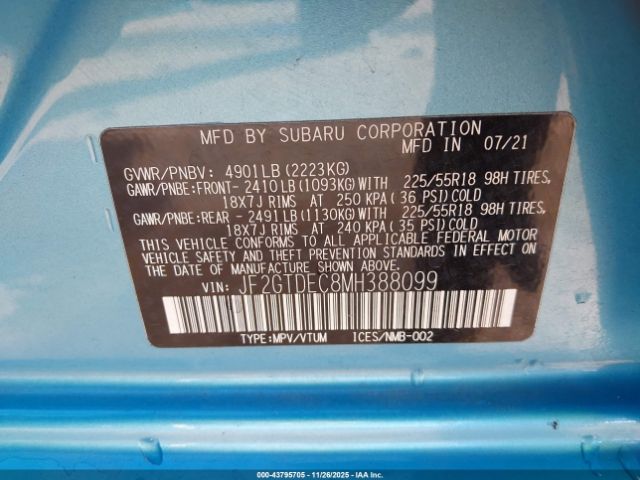 MFD BY SUBARU CORPORATION
MFD IN 07/21
GVWR/PNBV: 4901LB (2223KG)
GAWR/PNBE: FRONT- 2410LB (1093KG) WITH 225/55R18 98H TIRES,
18X7J RIMS AT 250 KPA ( 36 PSI) COLD
GAWR/PNBE: REAR - 2491LB (1130KG) WITH 225/55R18 98H TIRES,
18X7J RIMS AT 240 KPA ( 35 PSI) COLD
THIS VEHICLE CONFORMS TO ALL APPLICABLE FEDERAL MOTOR
VEHICLE SAFETY AND THEFT PREVENTION STANDARDS IN EFFECT
ON THE DATE OF MANUFACTURE SHOWN ABOVE.
VIN: JF2GTDEC8MH388099
TYPE:MPV/VTUM ICES/NMB-002
000-43795705 - 11/26/2025 - IAA Inc.